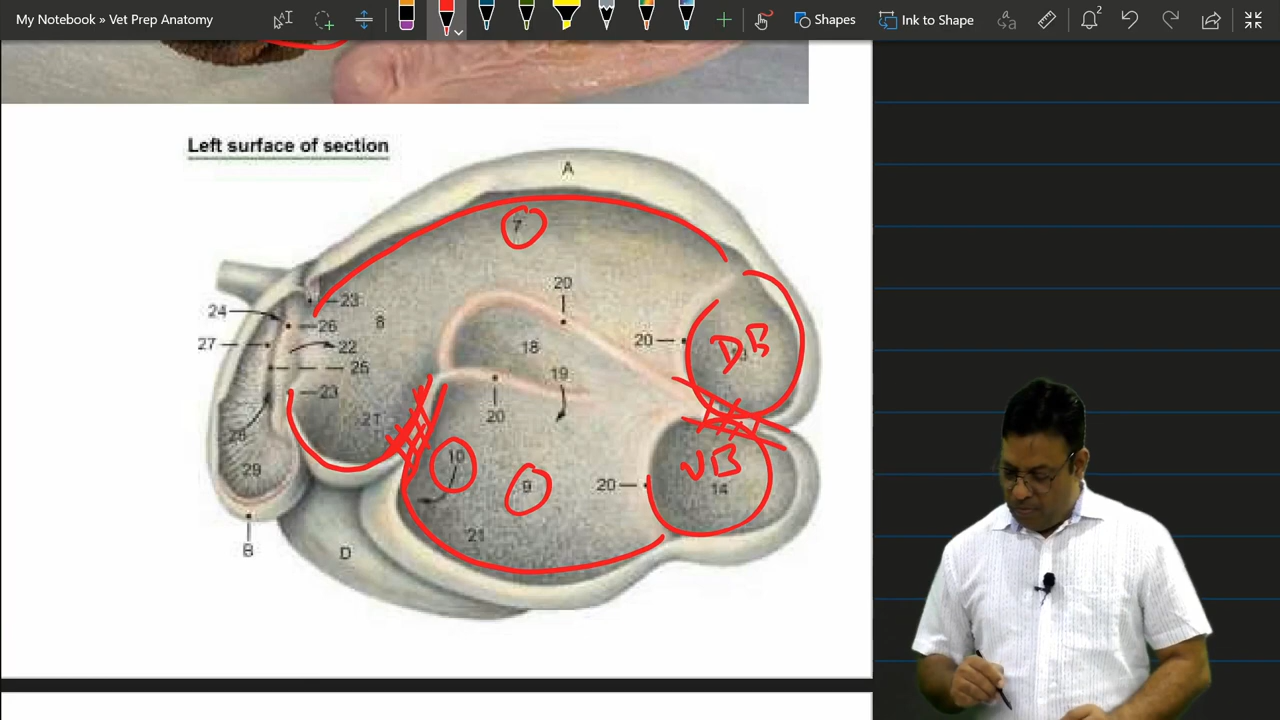 My Notebook » Vet Prep Anatomy
Shapes
Ink to Shape
2
Left surface of section
A
7
20
23
24
26
8
27
22
25
18
20
DB
19
23
20
21
28
10
VB
29
9
20
14
21
B
D